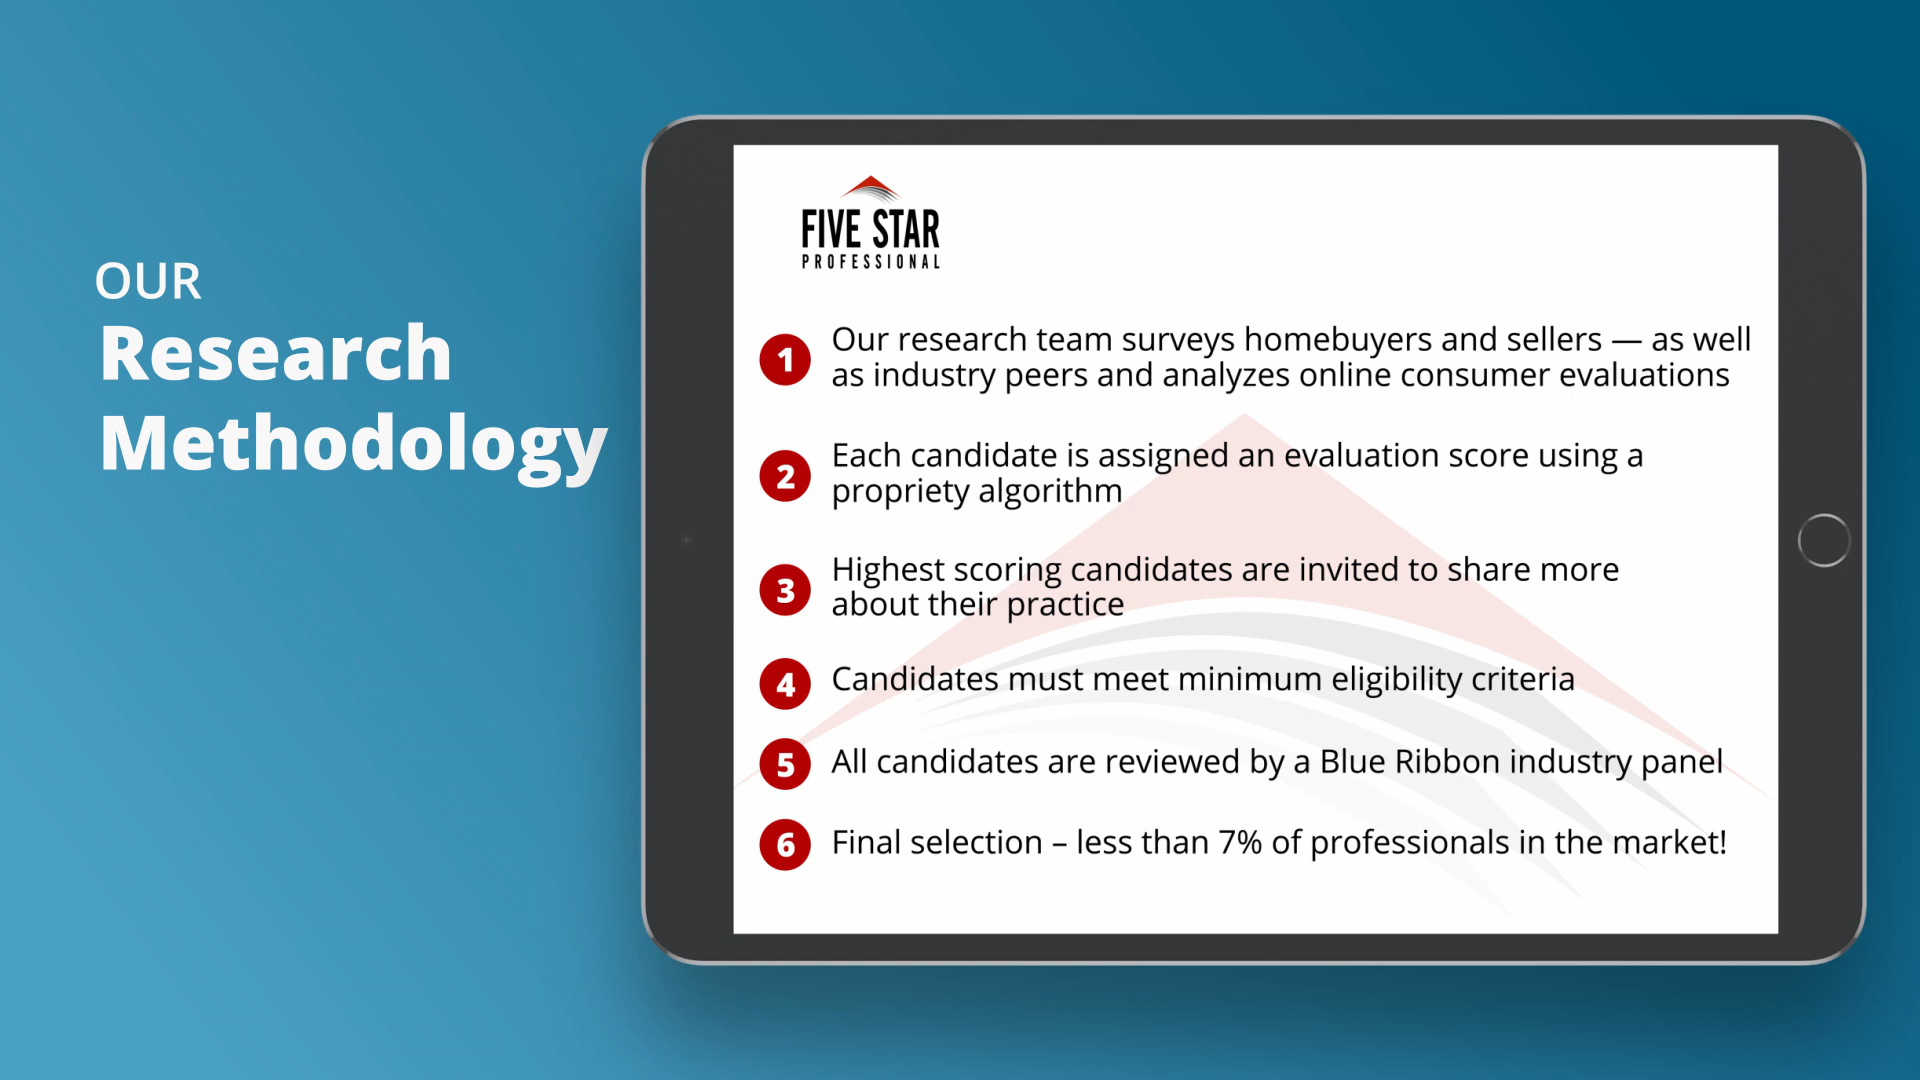 OUR
Research
Methodology
FIVE STAR
PROFESSIONAL
1 Our research team surveys homebuyers and sellers — as well
as industry peers and analyzes online consumer evaluations
2 Each candidate is assigned an evaluation score using a
propriety algorithm
3 Highest scoring candidates are invited to share more
about their practice
4 Candidates must meet minimum eligibility criteria
5 All candidates are reviewed by a Blue Ribbon industry panel
6 Final selection – less than 7% of professionals in the market!